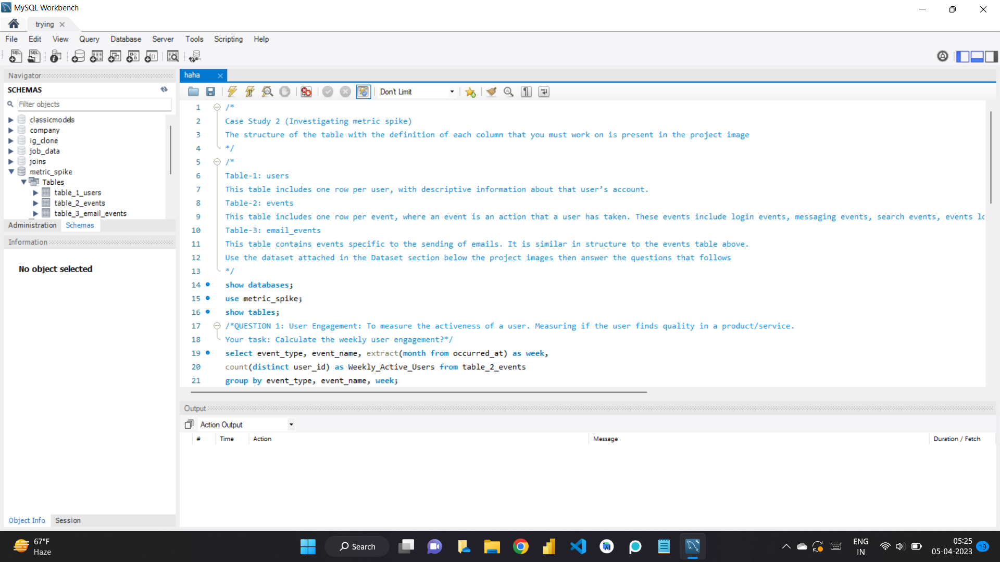 MySQL Workbench
trying
File Edit View Query Database Server Tools Scripting Help
Navigator
SCHEMAS
Filter objects
classicmodels
company
ig_clone
job_data
joins
metric_spike
Tables
table_1_users
table_2_events
table_3_email_events
Administration Schemas
Information
No object selected
Object Info Session
haha
Don't Limit
1 /*
2 Case Study 2 (Investigating metric spike)
3 The structure of the table with the definition of each column that you must work on is present in the project image
4 */
5 /*
6 Table-1: users
7 This table includes one row per user, with descriptive information about that user’s account.
8 Table-2: events
9 This table includes one row per event, where an event is an action that a user has taken. These events include login events, messaging events, search events, events lo
10 Table-3: email_events
11 This table contains events specific to the sending of emails. It is similar in structure to the events table above.
12 Use the dataset attached in the Dataset section below the project images then answer the questions that follows
13 */
14 show databases;
15 use metric_spike;
16 show tables;
17 /*QUESTION 1: User Engagement: To measure the activeness of a user. Measuring if the user finds quality in a product/service.
18 Your task: Calculate the weekly user engagement?*/
19 select event_type, event_name, extract(month from occurred_at) as week,
20 count(distinct user_id) as Weekly_Active_Users from table_2_events
21 group by event_type, event_name, week;
Output
Action Output
# Time Action Message Duration / Fetch
67°F
Haze
Search
ENG
IN
05:25
05-04-2023
19